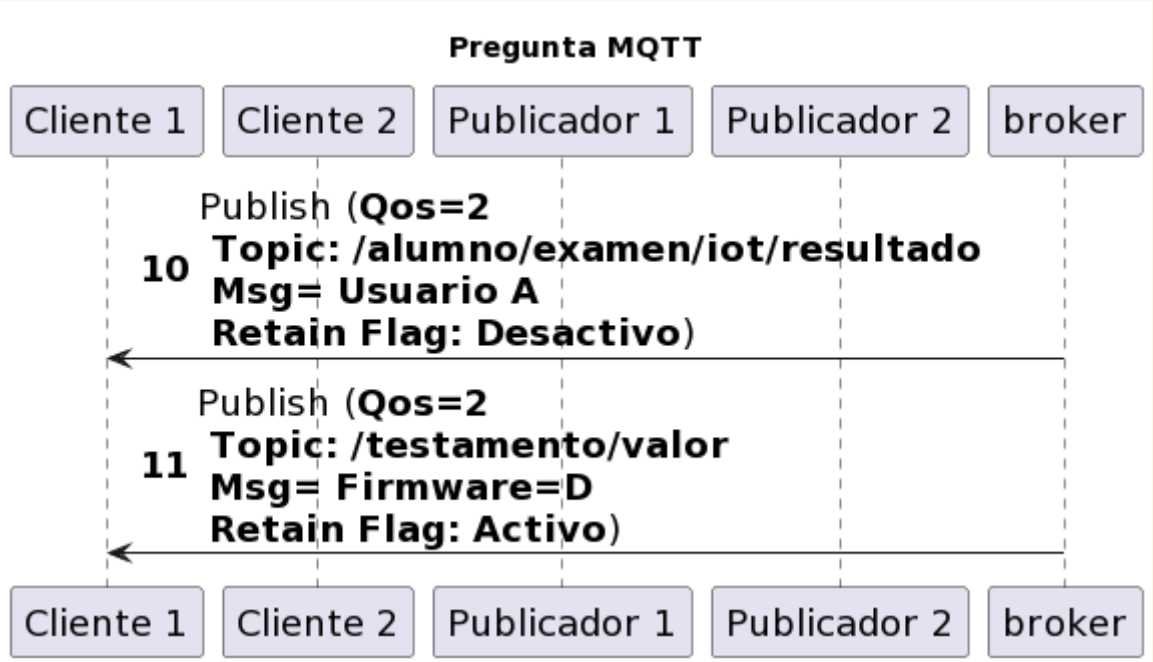 Pregunta MQTT
Cliente 1 Cliente 2 Publicador 1 Publicador 2 broker
Publish (Qos=2
Topic: /alumno/examen/iot/resultado
10
Msg= Usuario A
Retain Flag: Desactivo)
Publish (Qos=2
Topic: /testamento/valor
11
Msg= Firmware=D
Retain Flag: Activo)
Cliente 1 Cliente 2 Publicador 1 Publicador 2 broker